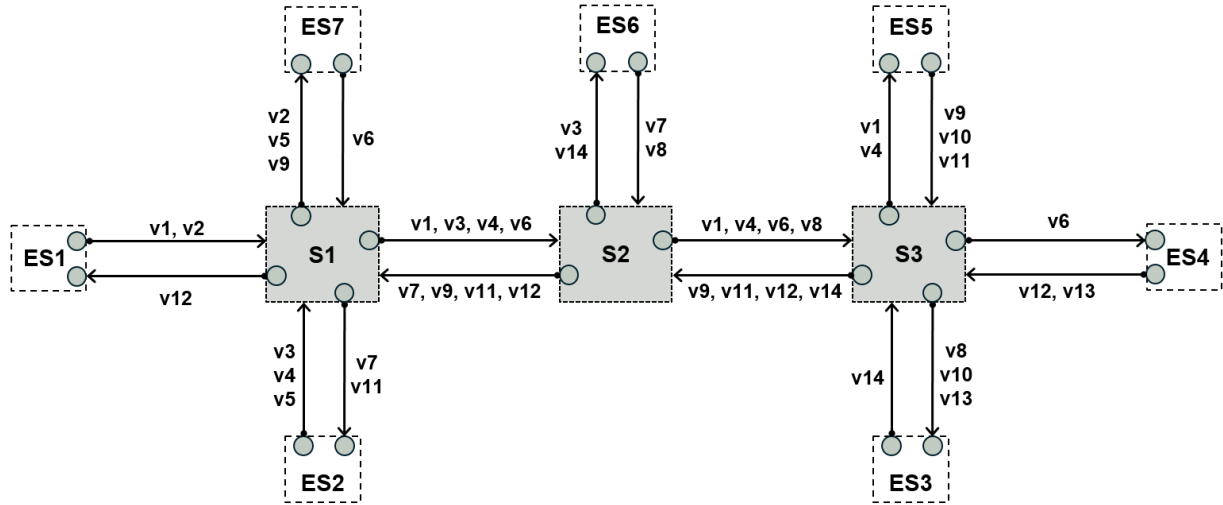 ES7
ES6
ES5
v2
v5
v9
v6
v3
v14
v7
v8
v1
v4
v9
v10
v11
ES1
v1, v2
v12
S1
v1, v3, v4, v6
v7, v9, v11, v12
S2
v1, v4, v6, v8
v9, v11, v12, v14
S3
v6
v12, v13
ES4
v3
v4
v5
v7
v11
v14
v8
v10
v13
ES2
ES3